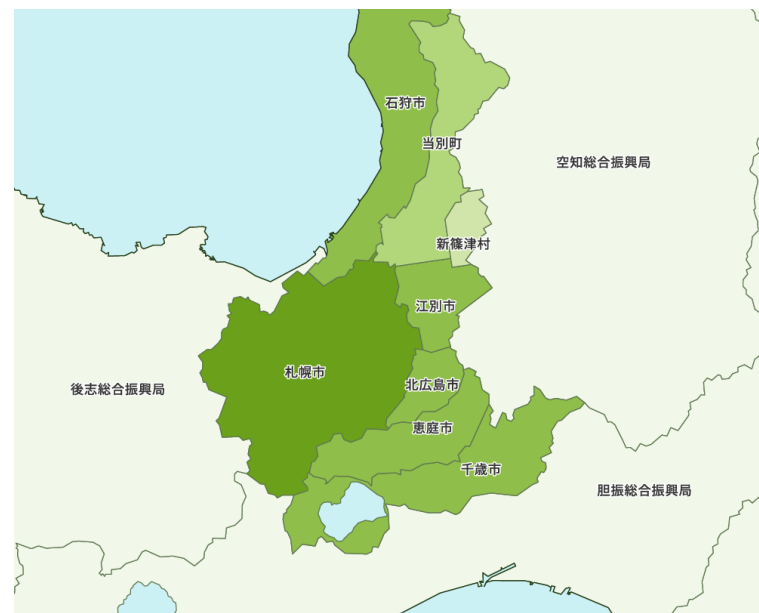 石狩市
当別町
空知総合振興局
新篠津村
江別市
札幌市
後志総合振興局
北広島市
恵庭市
千歳市
胆振総合振興局